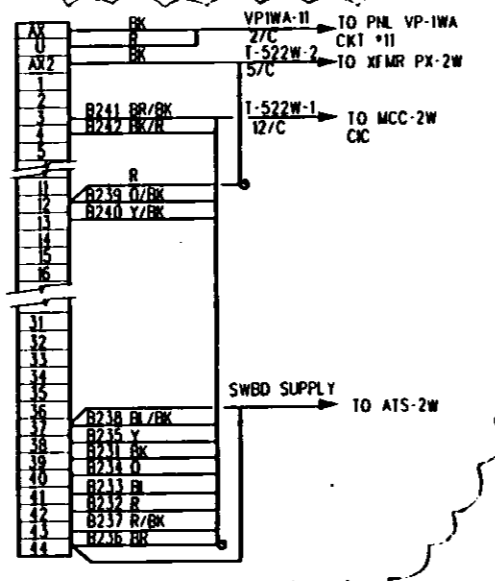 AX BK VP1WA-11 TO PNL VP-1WA
U R 2/C CKT *11
AX2 BK T-522W-2 TO XFMR PX-2W
5/C
1
2
3 B241 BR/BK T-522W-1 TO MCC-2W
4 B242 BK/R 12/C CIC
5
R
11 B239 O/BK
12 B240 Y/BK
13
14
15
16
31
32
33
34
35
36 SWBD SUPPLY TO ATS-2W
37 B238 BL/BK
38 B235 Y
39 B231 BK
40 B234 O
41 B233 BL
42 B232 R
43 B237 R/BK
44 B236 BR